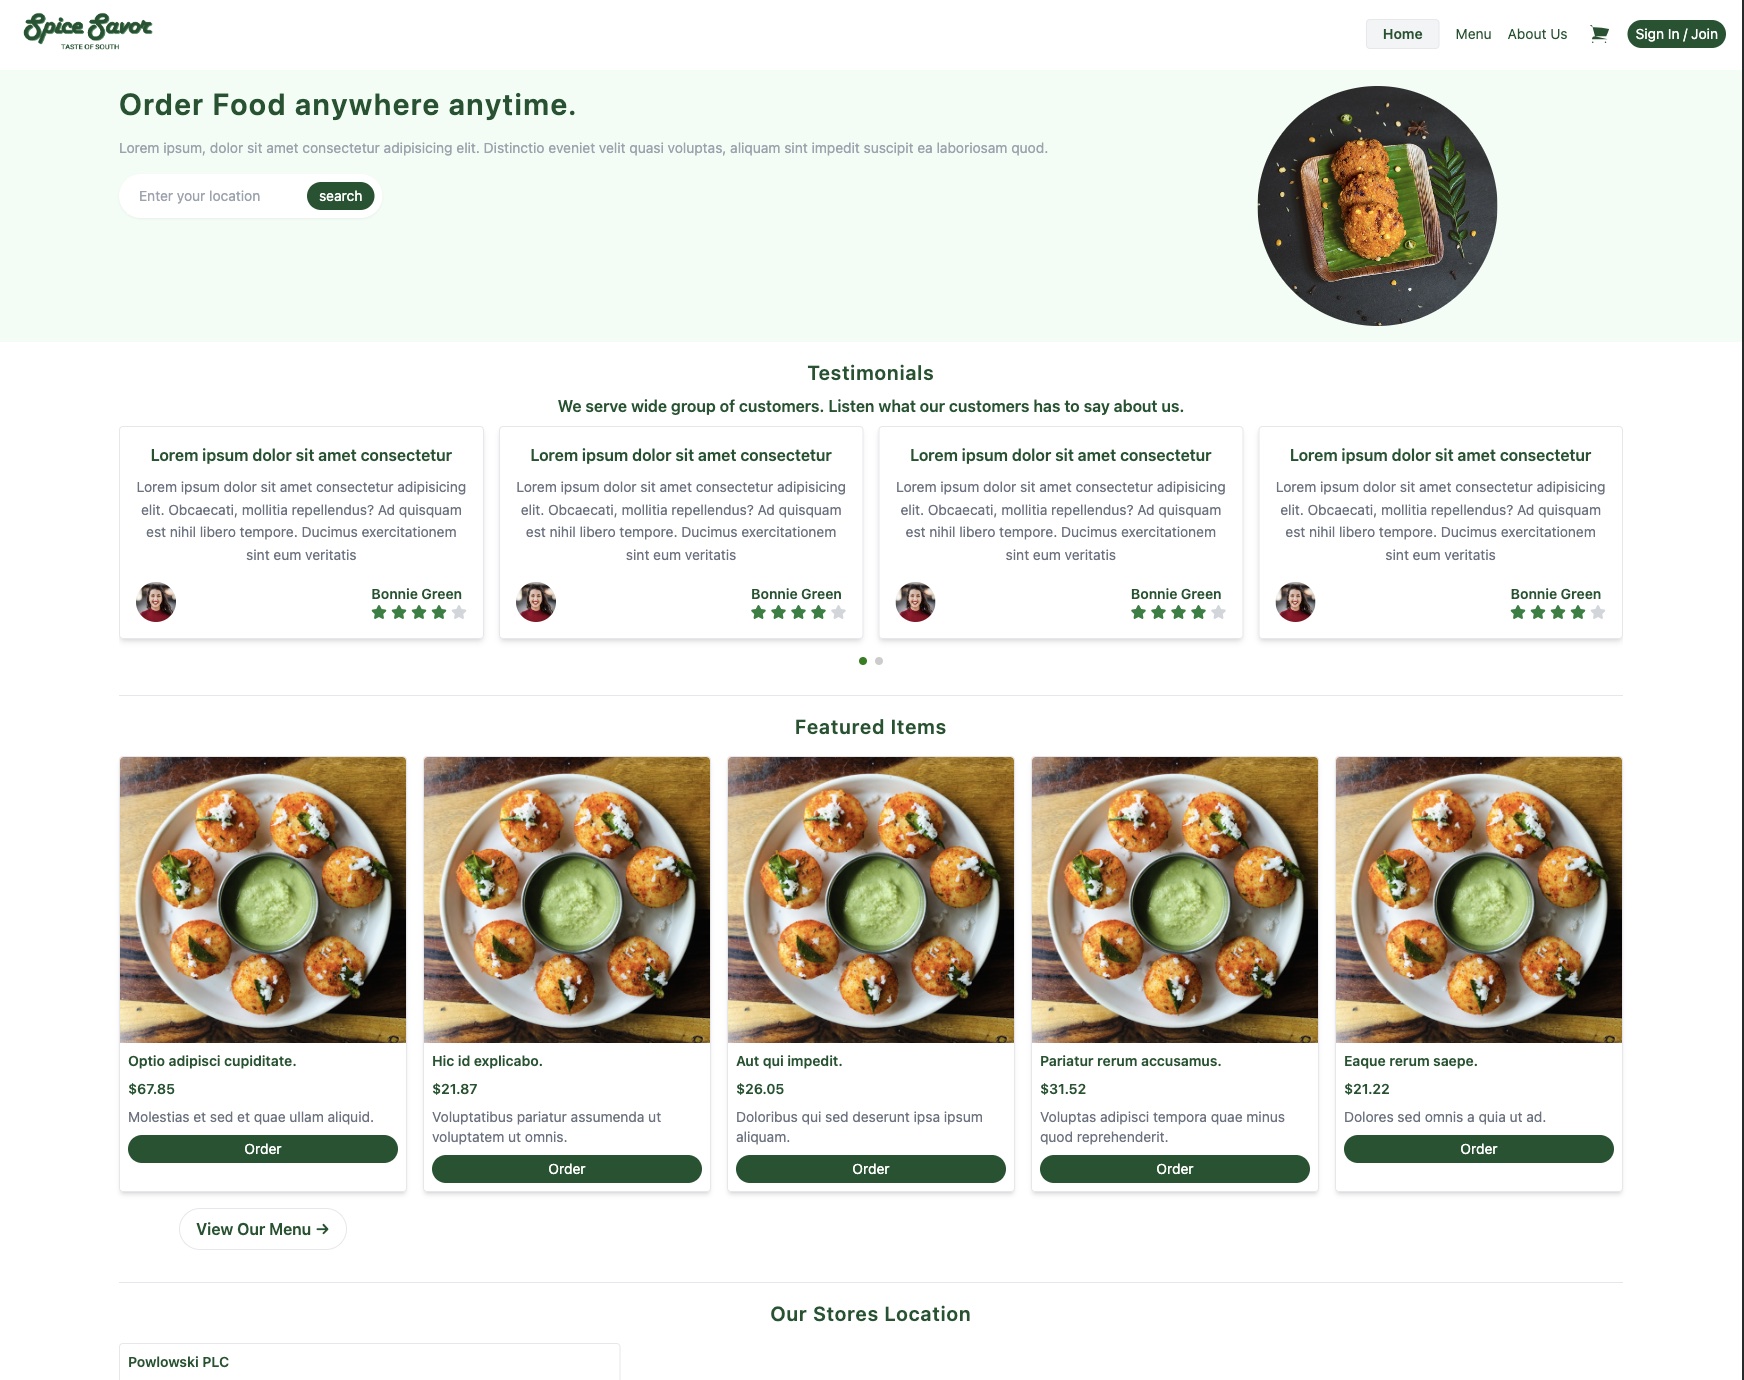 Spice Savor
TASTE OF SOUTH
Home
Menu
About Us
Sign In / Join
Order Food anywhere anytime.
Lorem ipsum, dolor sit amet consectetur adipisicing elit. Distinctio eveniet velit quasi voluptas, aliquam sint impedit suscipit ea laboriosam quod.
Enter your location
search
Testimonials
We serve wide group of customers. Listen what our customers has to say about us.
Lorem ipsum dolor sit amet consectetur
Lorem ipsum dolor sit amet consectetur adipisicing
elit. Obcaecati, mollitia repellendus? Ad quisquam
est nihil libero tempore. Ducimus exercitationem
sint eum veritatis
Bonnie Green
Lorem ipsum dolor sit amet consectetur
Lorem ipsum dolor sit amet consectetur adipisicing
elit. Obcaecati, mollitia repellendus? Ad quisquam
est nihil libero tempore. Ducimus exercitationem
sint eum veritatis
Bonnie Green
Lorem ipsum dolor sit amet consectetur
Lorem ipsum dolor sit amet consectetur adipisicing
elit. Obcaecati, mollitia repellendus? Ad quisquam
est nihil libero tempore. Ducimus exercitationem
sint eum veritatis
Bonnie Green
Lorem ipsum dolor sit amet consectetur
Lorem ipsum dolor sit amet consectetur adipisicing
elit. Obcaecati, mollitia repellendus? Ad quisquam
est nihil libero tempore. Ducimus exercitationem
sint eum veritatis
Bonnie Green
Featured Items
Optio adipisci cupiditate.
$67.85
Molestias et sed et quae ullam aliquid.
Order
Hic id explicabo.
$21.87
Voluptatibus pariatur assumenda ut
voluptatem ut omnis.
Order
Aut qui impedit.
$26.05
Doloribus qui sed deserunt ipsa ipsum
aliquam.
Order
Pariatur rerum accusamus.
$31.52
Voluptas adipisci tempora quae minus
quod reprehenderit.
Order
Eaque rerum saepe.
$21.22
Dolores sed omnis a quia ut ad.
Order
View Our Menu →
Our Stores Location
Powlowski PLC